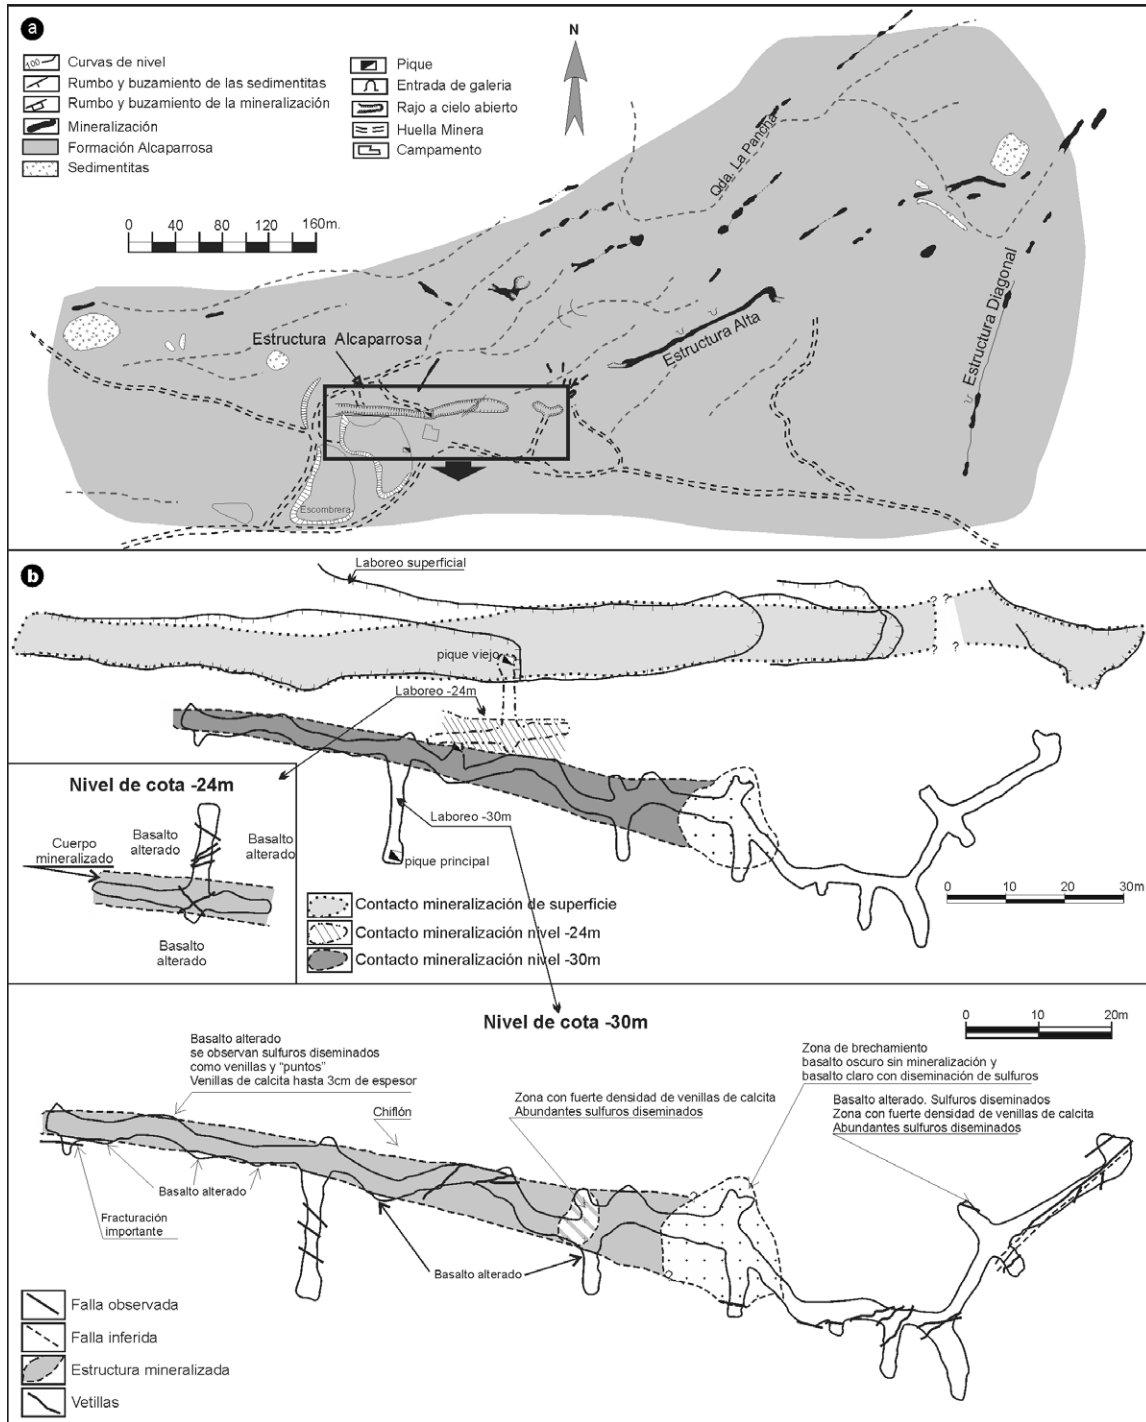 a
N
Curvas de nivel
Rumbo y buzamiento de las sedimentitas
Rumbo y buzamiento de la mineralización
Mineralización
Formación Alcaparrosa
Sedimentitas
100
Pique
Entrada de galeria
Rajo a cielo abierto
Huella Minera
Campamento
0 40 80 120 160m.
Qda. La Pancha
Estructura Alcaparrosa
Estructura Alta
Estructura Diagonal
Escombrera
b
Laboreo superficial
? ?
? ?
pique viejo
Laboreo -24m
Nivel de cota -24m
Cuerpo
mineralizado
Basalto
alterado
Basalto
alterado
Basalto
alterado
Laboreo -30m
pique principal
0 10 20 30m
Contacto mineralización de superficie
Contacto mineralización nivel -24m
Contacto mineralización nivel -30m
Nivel de cota -30m
0 10 20m
Basalto alterado
se observan sulfuros diseminados
como venillas y "puntos"
Venillas de calcita hasta 3cm de espesor
Chiflón
Zona con fuerte densidad de venillas de calcita
Abundantes sulfuros diseminados
Zona de brechamiento
basalto oscuro sin mineralización y
basalto claro con diseminación de sulfuros
Basalto alterado. Sulfuros diseminados
Zona con fuerte densidad de venillas de calcita
Abundantes sulfuros diseminados
Basalto alterado
Fracturación
importante
Basalto alterado
Falla observada
Falla inferida
Estructura mineralizada
Vetillas